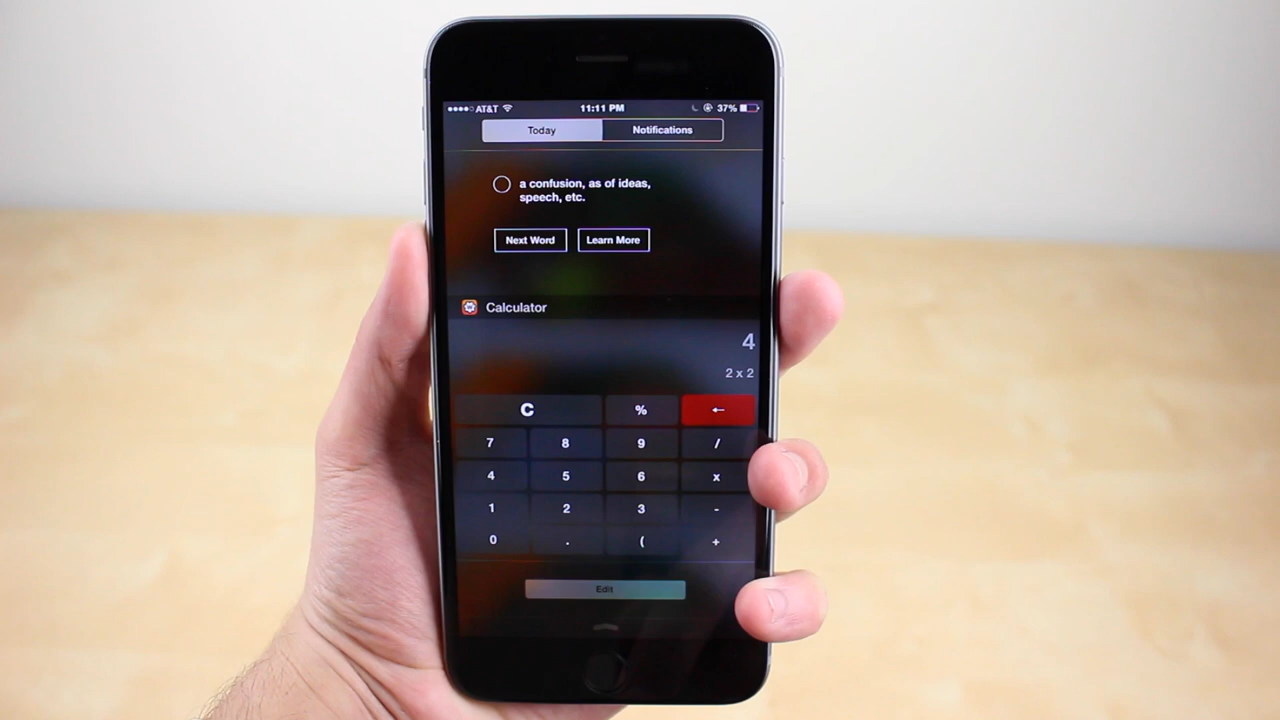 AT&T 11:11 PM 37%
Today Notifications
a confusion, as of ideas,
speech, etc.
Next Word Learn More
Calculator
4
2 x 2
C % ←
7 8 9 /
4 5 6 x
1 2 3 -
0 . ( +
Edit